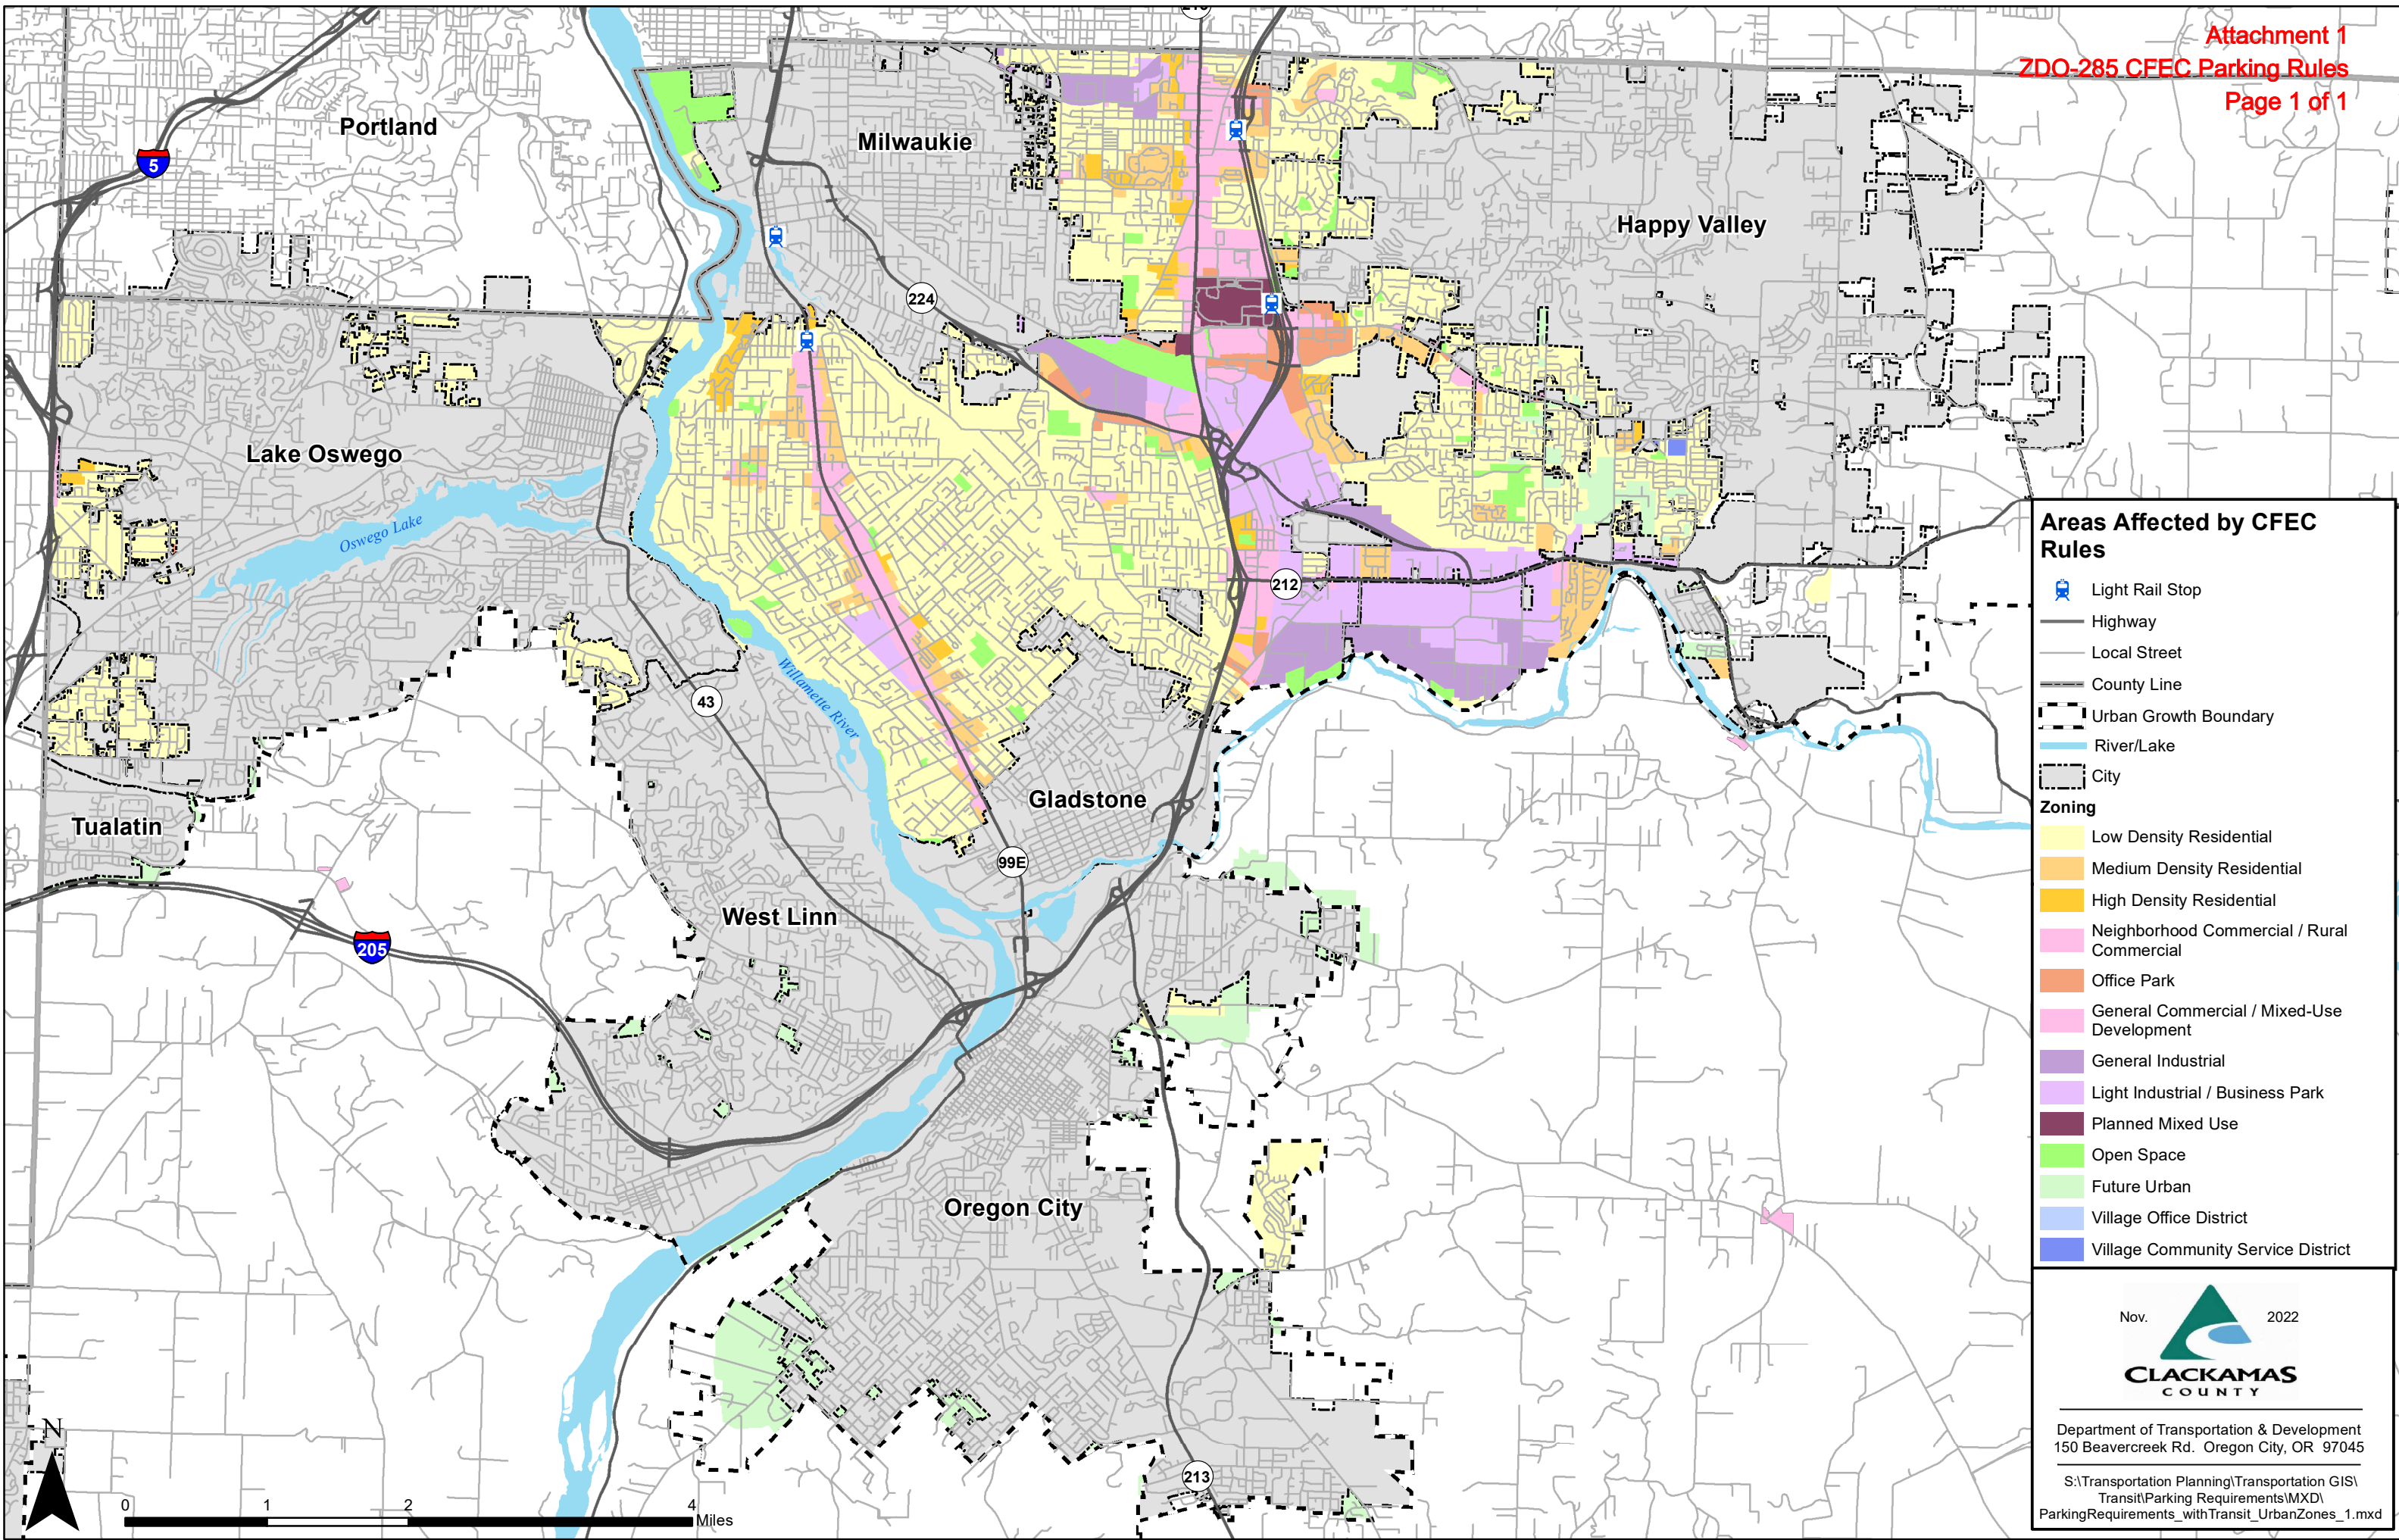 Attachment 1
ZDO-285 CFEC Parking Rules
Page 1 of 1
Portland
5
Milwaukie
Happy Valley
224
Lake Oswego
Oswego Lake
212
43
Willamette River
Gladstone
Tualatin
99E
West Linn
205
Oregon City
213
N
0 1 2 4
Miles
Areas Affected by CFEC
Rules
Light Rail Stop
Highway
Local Street
County Line
Urban Growth Boundary
River/Lake
City
Zoning
Low Density Residential
Medium Density Residential
High Density Residential
Neighborhood Commercial / Rural
Commercial
Office Park
General Commercial / Mixed-Use
Development
General Industrial
Light Industrial / Business Park
Planned Mixed Use
Open Space
Future Urban
Village Office District
Village Community Service District
Nov. 2022
CLACKAMAS
COUNTY
Department of Transportation & Development
150 Beavercreek Rd. Oregon City, OR 97045
S:\Transportation Planning\Transportation GIS\
Transit\Parking Requirements\MXD\
ParkingRequirements_withTransit_UrbanZones_1.mxd